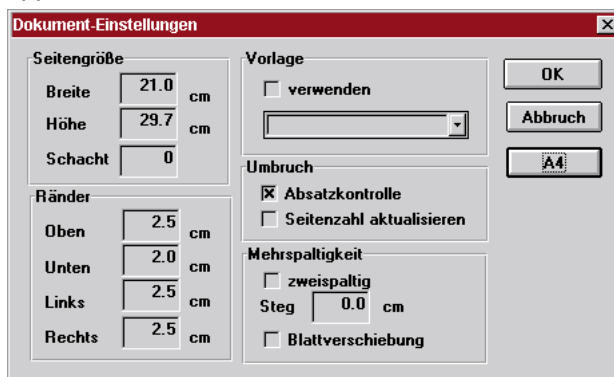 Dokument-Einstellungen
Seitengröße
Breite 21.0 cm
Höhe 29.7 cm
Schacht 0
Ränder
Oben 2.5 cm
Unten 2.0 cm
Links 2.5 cm
Rechts 2.5 cm
Vorlage
verwenden
Umbruch
Absatzkontrolle
Seitenzahl aktualisieren
Mehrspaltigkeit
zweispaltig
Steg 0.0 cm
Blattverschiebung
OK
Abbruch
A4